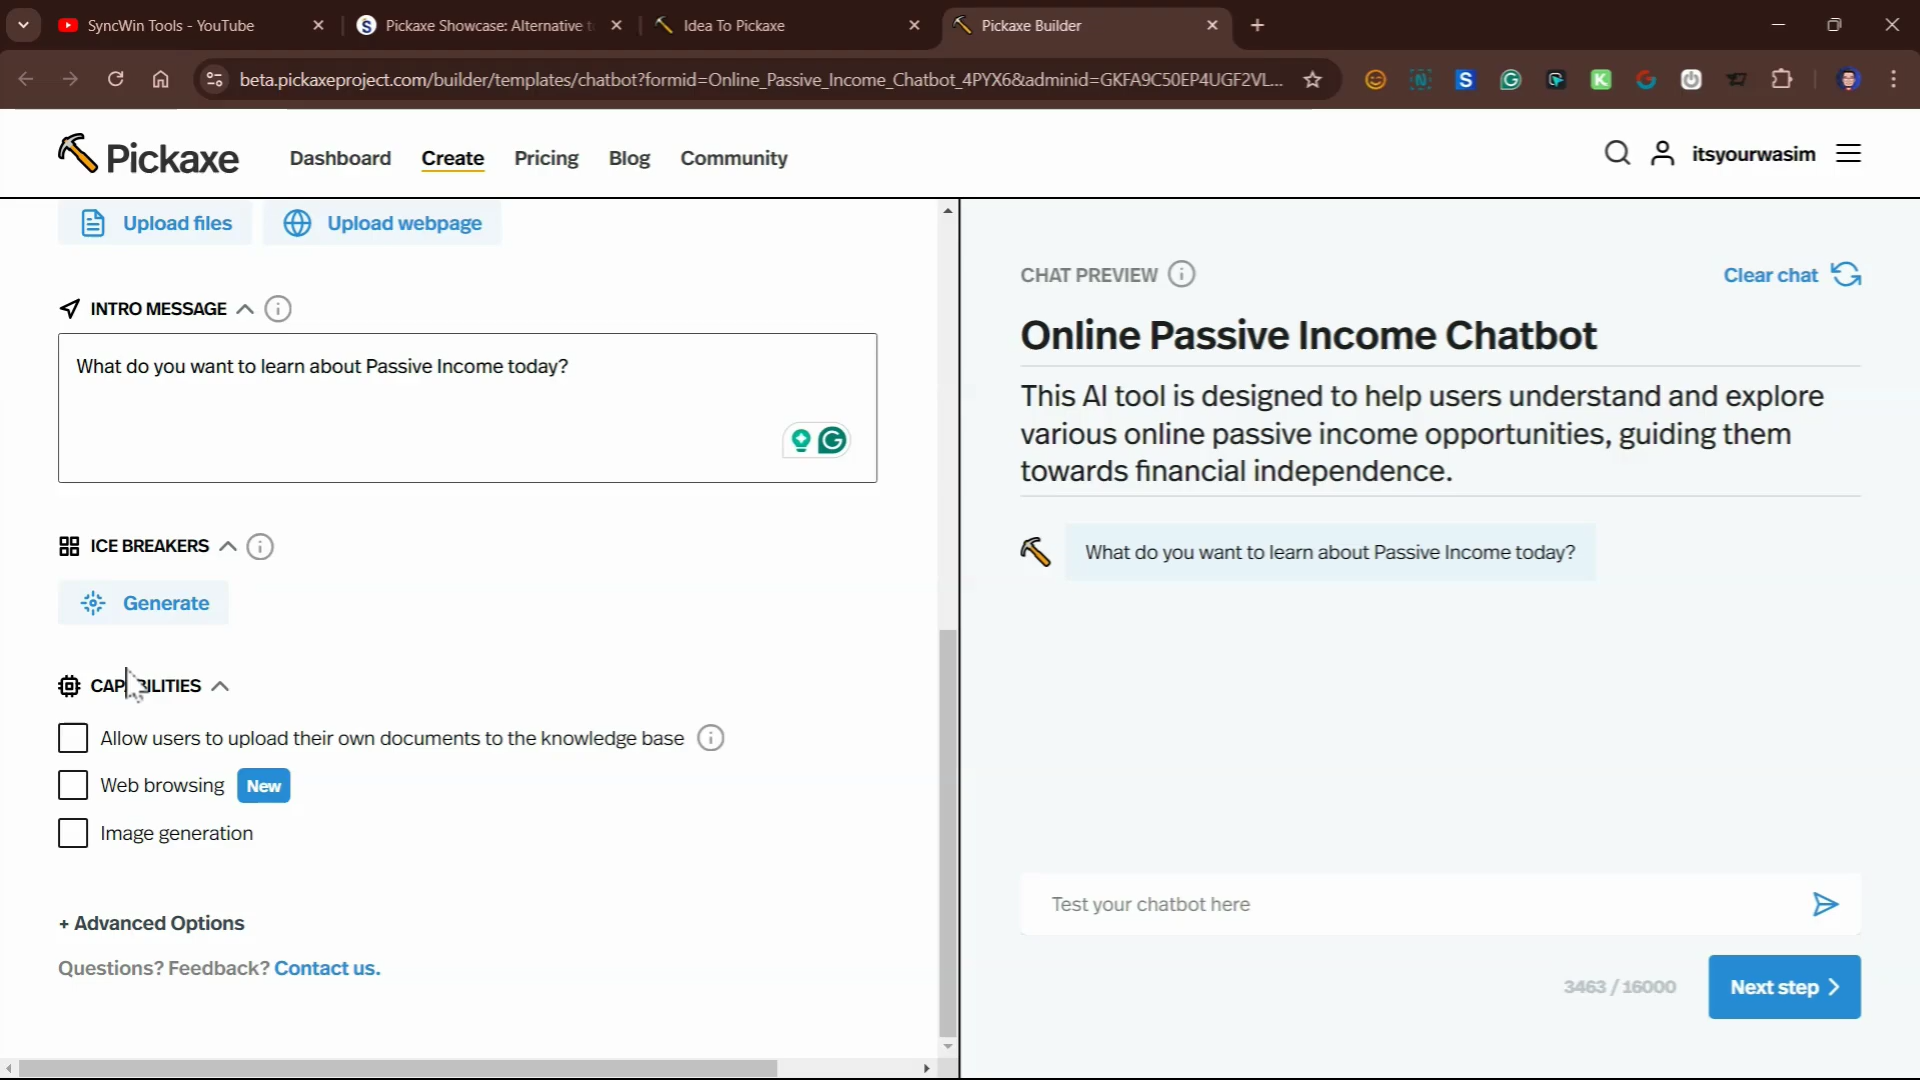 SyncWin Tools - YouTube
Pickaxe Showcase: Alternative t
Idea To Pickaxe
Pickaxe Builder
beta.pickaxeproject.com/builder/templates/chatbot?formid=Online_Passive_Income_Chatbot_4PYX6&adminid=GKFA9C50EP4UGF2VL...
Pickaxe
Dashboard
Create
Pricing
Blog
Community
itsyourwasim
Upload files
Upload webpage
INTRO MESSAGE
What do you want to learn about Passive Income today?
ICE BREAKERS
Generate
CAPABILITIES
Allow users to upload their own documents to the knowledge base
Web browsing New
Image generation
+ Advanced Options
Questions? Feedback? Contact us.
CHAT PREVIEW
Clear chat
Online Passive Income Chatbot
This AI tool is designed to help users understand and explore
various online passive income opportunities, guiding them
towards financial independence.
What do you want to learn about Passive Income today?
Test your chatbot here
3463 / 16000
Next step